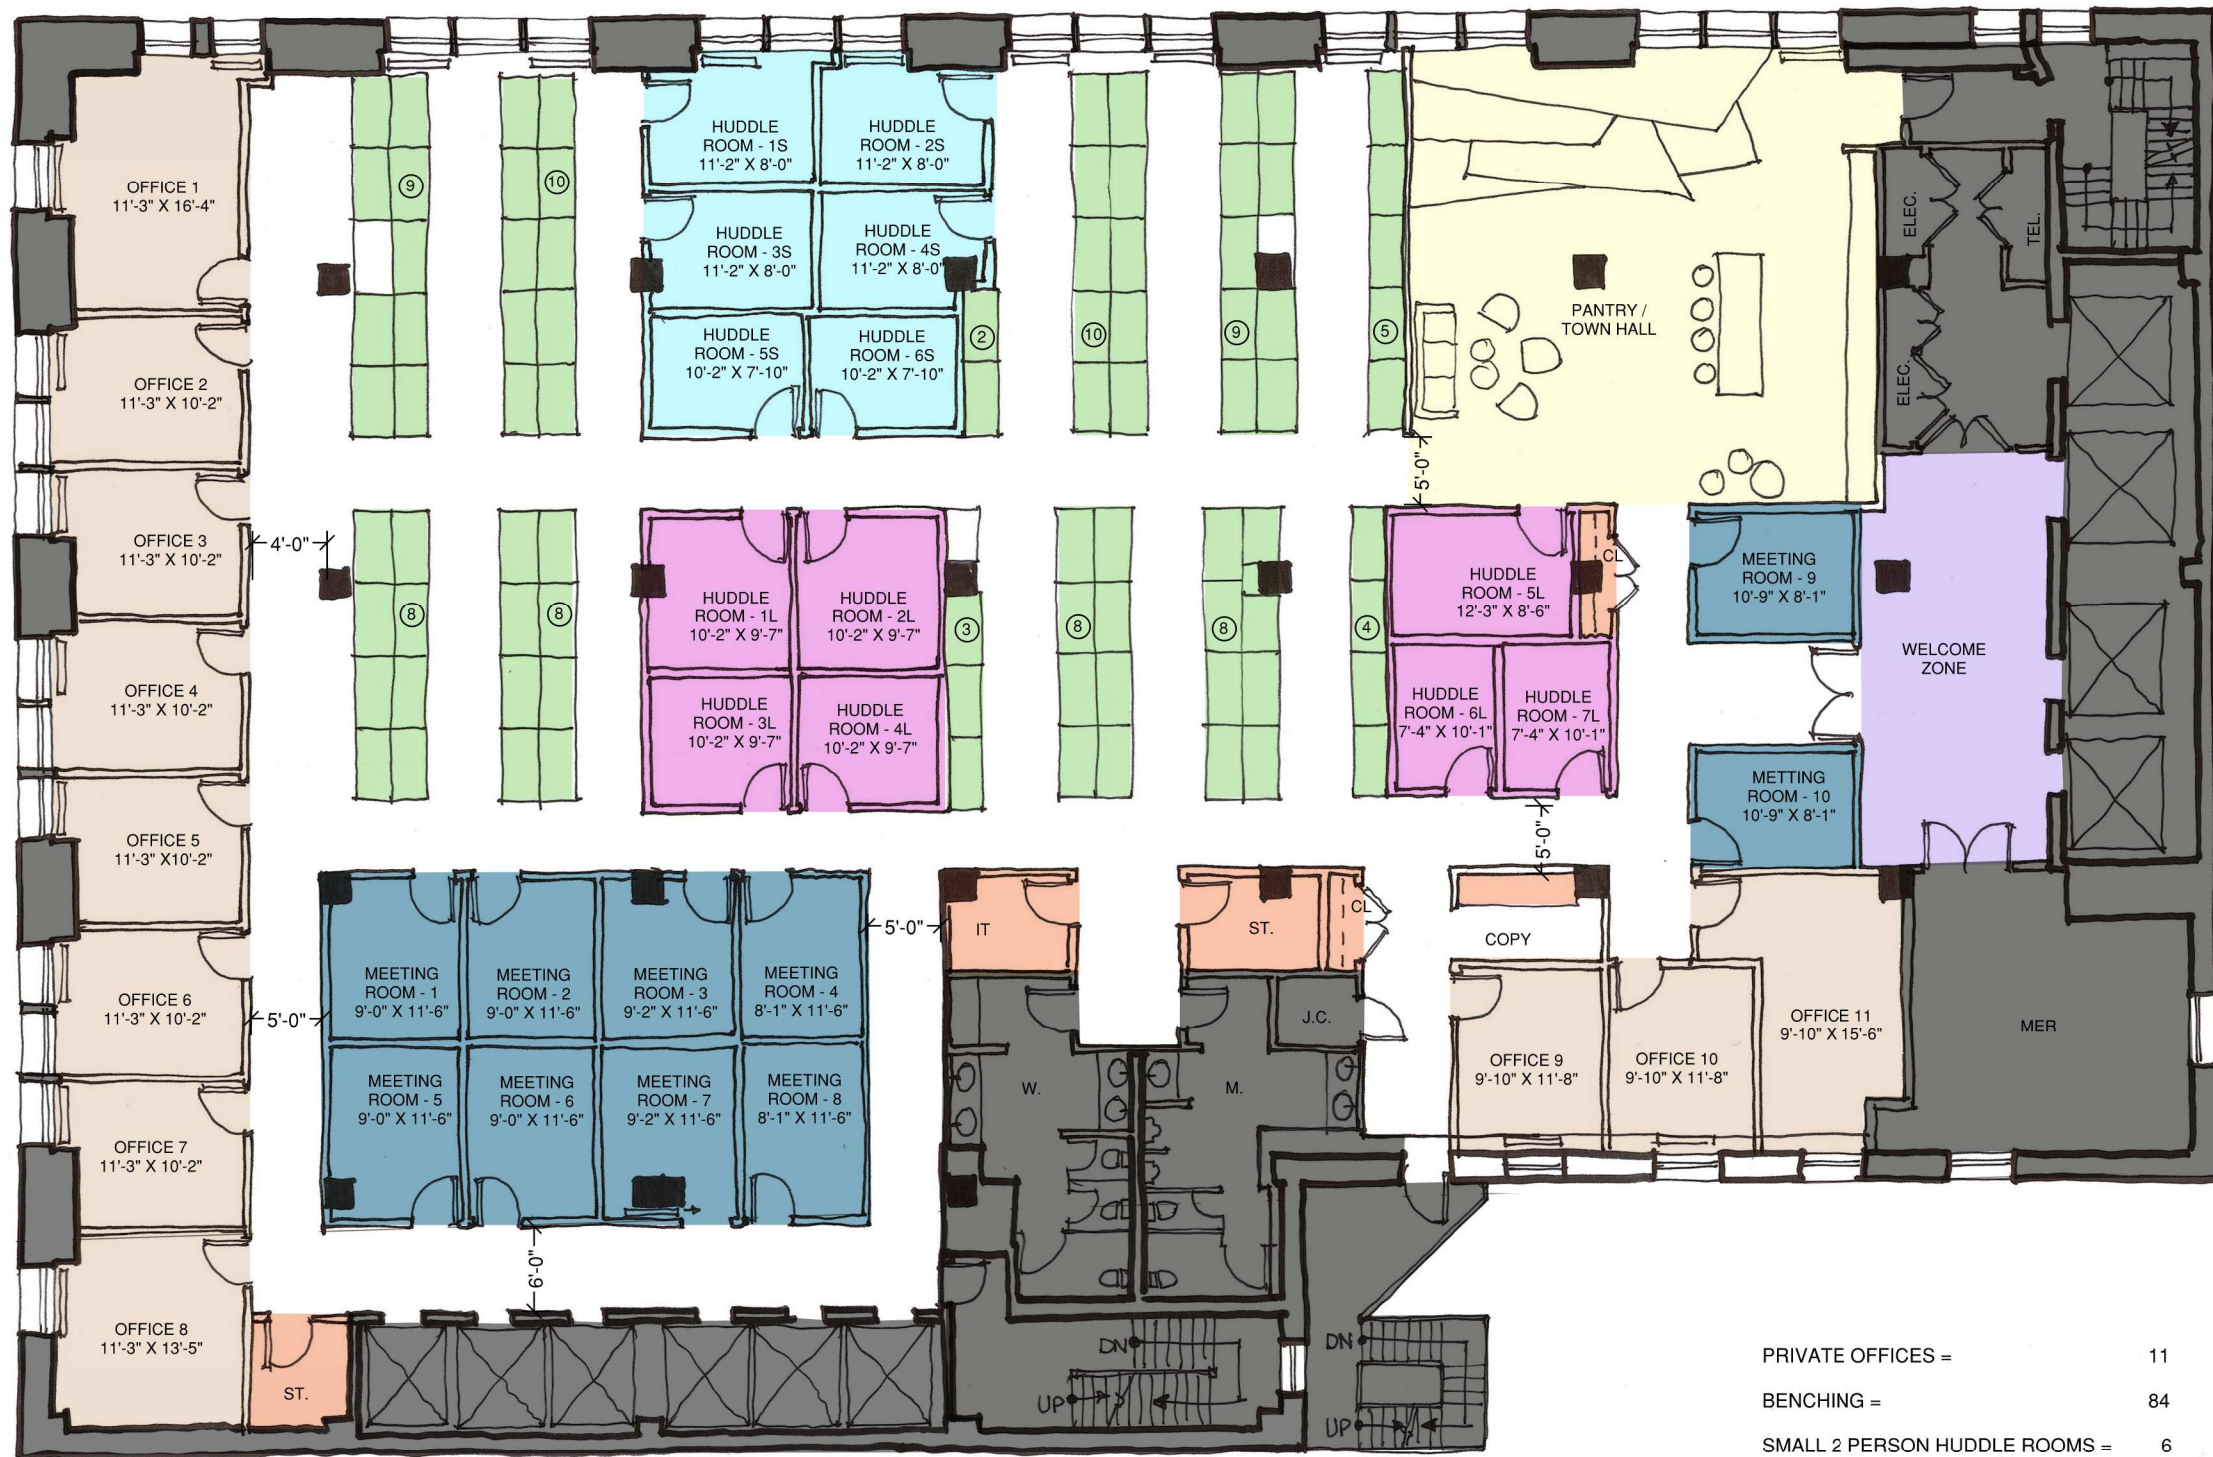 OFFICE 1
11'-3" X 16'-4"
OFFICE 2
11'-3" X 10'-2"
OFFICE 3
11'-3" X 10'-2"
OFFICE 4
11'-3" X 10'-2"
OFFICE 5
11'-3" X10'-2"
OFFICE 6
11'-3" X 10'-2"
OFFICE 7
11'-3" X 10'-2"
OFFICE 8
11'-3" X 13'-5"
ST.
9
10
HUDDLE
ROOM - 1S
11'-2" X 8'-0"
HUDDLE
ROOM - 2S
11'-2" X 8'-0"
HUDDLE
ROOM - 3S
11'-2" X 8'-0"
HUDDLE
ROOM - 4S
11'-2" X 8'-0"
HUDDLE
ROOM - 5S
10'-2" X 7'-10"
HUDDLE
ROOM - 6S
10'-2" X 7'-10"
2
10
9
5
PANTRY /
TOWN HALL
ELEC.
TEL.
ELEC.
5'-0"
4'-0"
8
8
HUDDLE
ROOM - 1L
10'-2" X 9'-7"
HUDDLE
ROOM - 2L
10'-2" X 9'-7"
HUDDLE
ROOM - 3L
10'-2" X 9'-7"
HUDDLE
ROOM - 4L
10'-2" X 9'-7"
3
8
8
4
HUDDLE
ROOM - 5L
12'-3" X 8'-6"
CL
HUDDLE
ROOM - 6L
7'-4" X 10'-1"
HUDDLE
ROOM - 7L
7'-4" X 10'-1"
MEETING
ROOM - 9
10'-9" X 8'-1"
WELCOME
ZONE
METTING
ROOM - 10
10'-9" X 8'-1"
5'-0"
MEETING
ROOM - 1
9'-0" X 11'-6"
MEETING
ROOM - 2
9'-0" X 11'-6"
MEETING
ROOM - 3
9'-2" X 11'-6"
MEETING
ROOM - 4
8'-1" X 11'-6"
5'-0"
5'-0"
MEETING
ROOM - 5
9'-0" X 11'-6"
MEETING
ROOM - 6
9'-0" X 11'-6"
MEETING
ROOM - 7
9'-2" X 11'-6"
MEETING
ROOM - 8
8'-1" X 11'-6"
6'-0"
IT
ST.
CL
COPY
J.C.
W.
M.
OFFICE 9
9'-10" X 11'-8"
OFFICE 10
9'-10" X 11'-8"
OFFICE 11
9'-10" X 15'-6"
MER
DN
UP
DN
UP
PRIVATE OFFICES = 11
BENCHING = 84
SMALL 2 PERSON HUDDLE ROOMS = 6